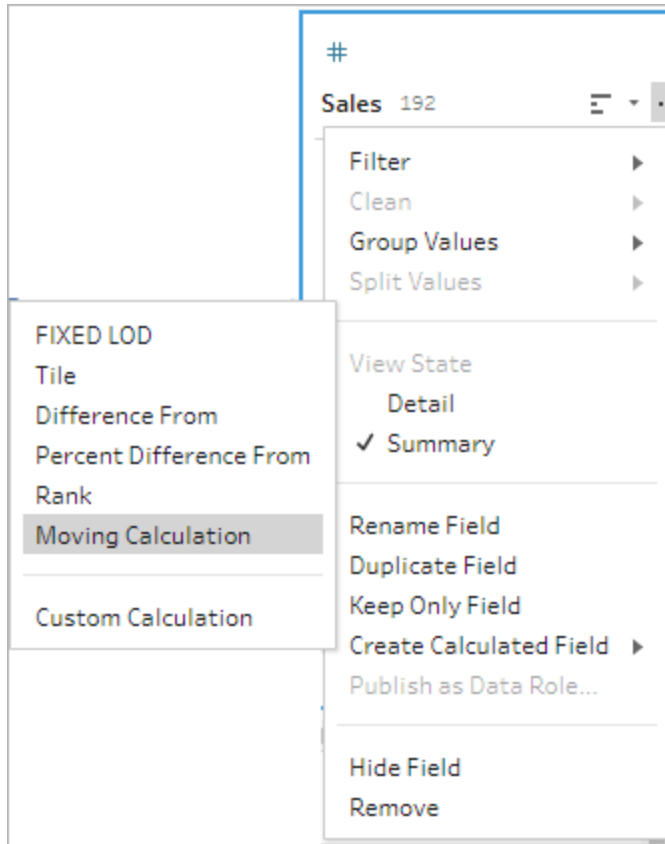 #
Sales 192
Filter
Clean
Group Values
Split Values
View State
Detail
✓ Summary
Rename Field
Duplicate Field
Keep Only Field
Create Calculated Field
Publish as Data Role...
Hide Field
Remove
FIXED LOD
Tile
Difference From
Percent Difference From
Rank
Moving Calculation
Custom Calculation